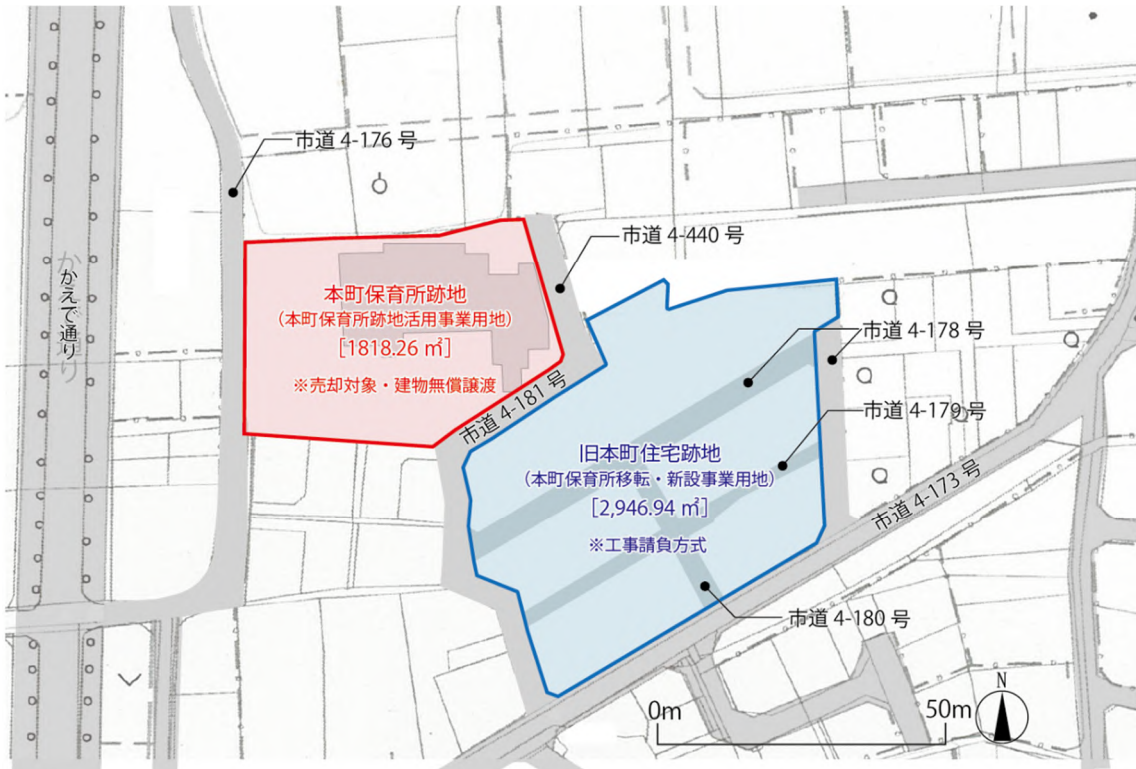 市道 4-176 号
市道 4-440 号
かえで通り
かえで通り
本町保育所跡地
（本町保育所跡地活用事業用地）
［1818.26 ㎡］
※売却対象・建物無償譲渡
市道 4-181 号
市道 4-178 号
市道 4-179 号
旧本町住宅跡地
（本町保育所移転・新設事業用地）
［2,946.94 ㎡］
※工事請負方式
市道 4-173 号
市道 4-180 号
0m
50m
N